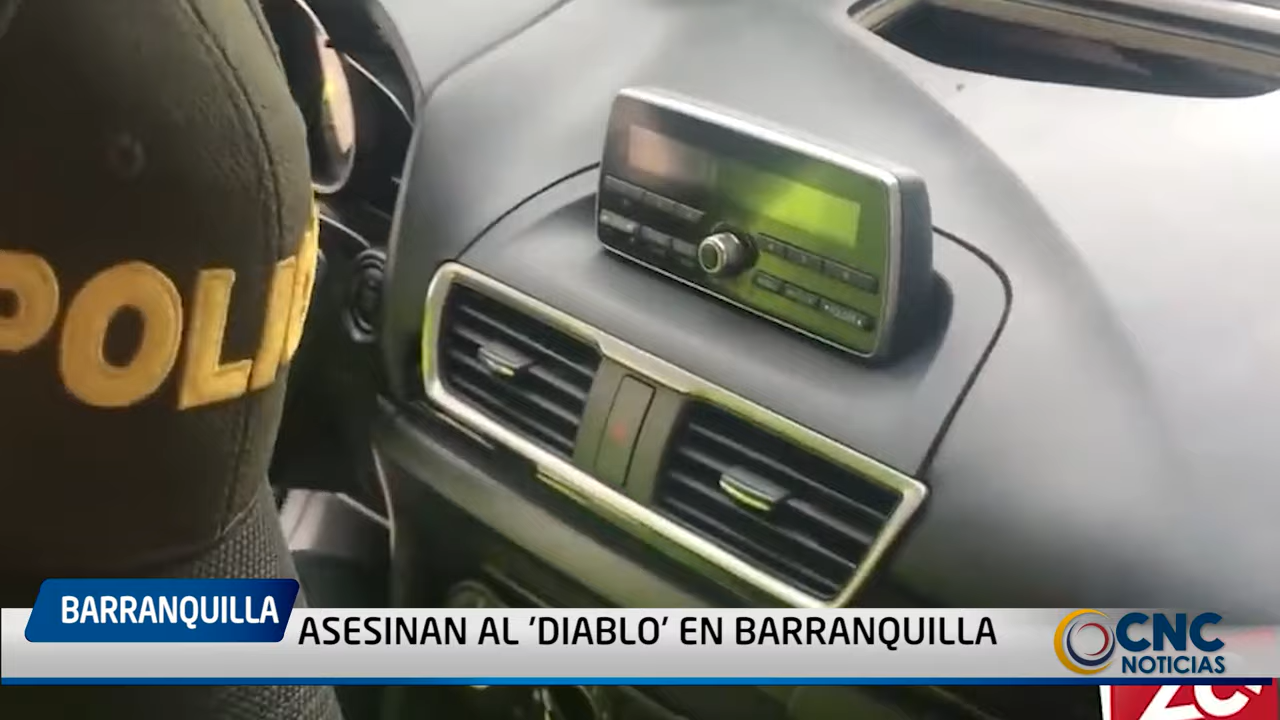 POLI
BARRANQUILLA
ASESINAN AL 'DIABLO' EN BARRANQUILLA
CNC
NOTICIAS